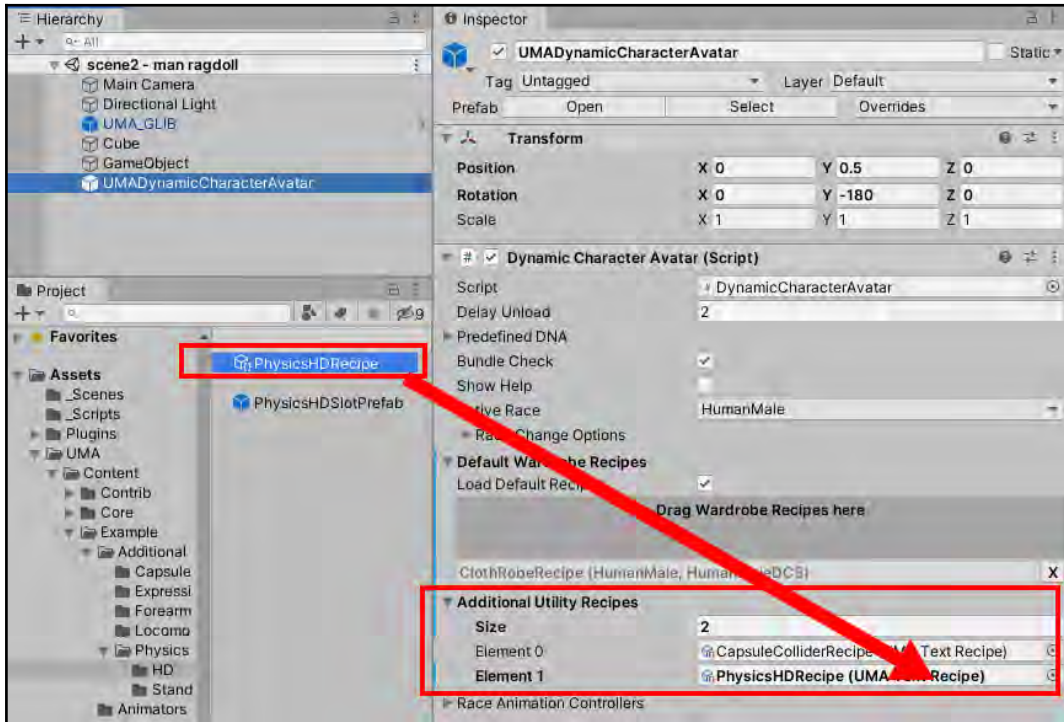 Hierarchy
All
scene2 - man ragdoll
Main Camera
Directional Light
UMA_GLIB
Cube
GameObject
UMADynamicCharacterAvatar
Project
9
Favorites
Assets
_Scenes
_Scripts
Plugins
UMA
Content
Contrib
Core
Example
Additional
Capsule
Expressi
Forearm
Locomo
Physics
HD
Stand
Animators
PhysicsHDRecipe
PhysicsHDSlotPrefab
Inspector
UMADynamicCharacterAvatar Static
Tag Untagged Layer Default
Prefab Open Select Overrides
Transform
Position X 0 Y 0.5 Z 0
Rotation X 0 Y -180 Z 0
Scale X 1 Y 1 Z 1
# Dynamic Character Avatar (Script)
Script # DynamicCharacterAvatar
Delay Unload 2
Predefined DNA
Bundle Check
Show Help
Race HumanMale
Change Options
Default Wardrobe Recipes
Load Default
Drag Wardrobe Recipes here
ClothRobeRecipe (HumanMale, X
Additional Utility Recipes
Size 2
Element 0 CapsuleColliderRecipe Text Recipe)
Element 1 PhysicsHDRecipe (UMA Recipe)
Race Animation Controllers